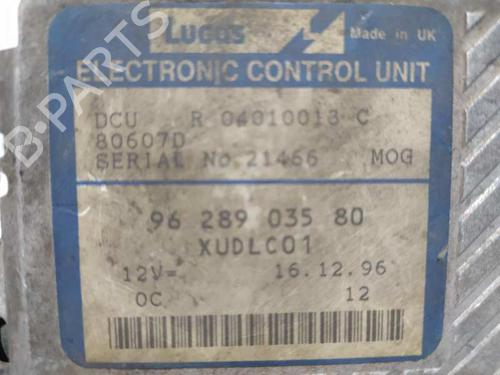 Lucas Made in UK
ELECTRONIC CONTROL UNIT
DCU R 04010013 C
80607D
SERIAL No.21466 MOG
96 289 035 80
XUDLC01
12V= 16.12.96
OC 12
B-PARTS